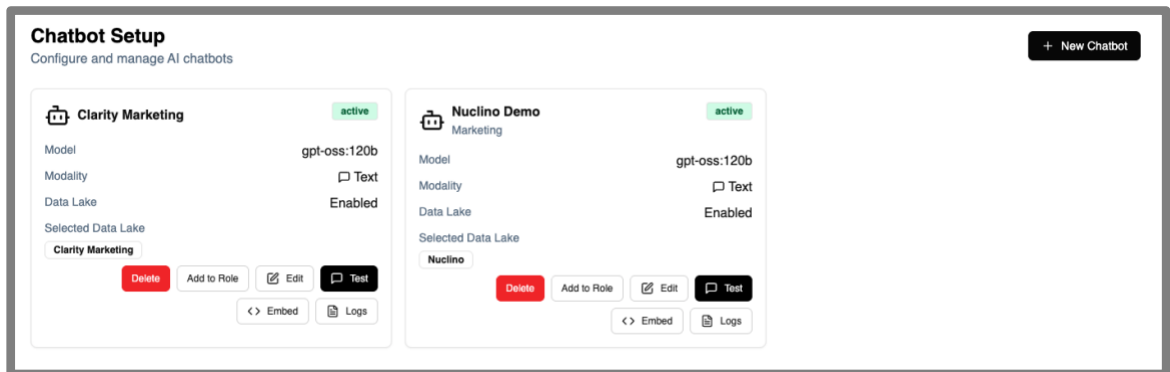 Chatbot Setup
Configure and manage AI chatbots
+ New Chatbot
Clarity Marketing
active
Model gpt-oss:120b
Modality Text
Data Lake Enabled
Selected Data Lake
Clarity Marketing
Delete Add to Role Edit Test
<> Embed Logs
Nuclino Demo
active
Marketing
Model gpt-oss:120b
Modality Text
Data Lake Enabled
Selected Data Lake
Nuclino
Delete Add to Role Edit Test
<> Embed Logs